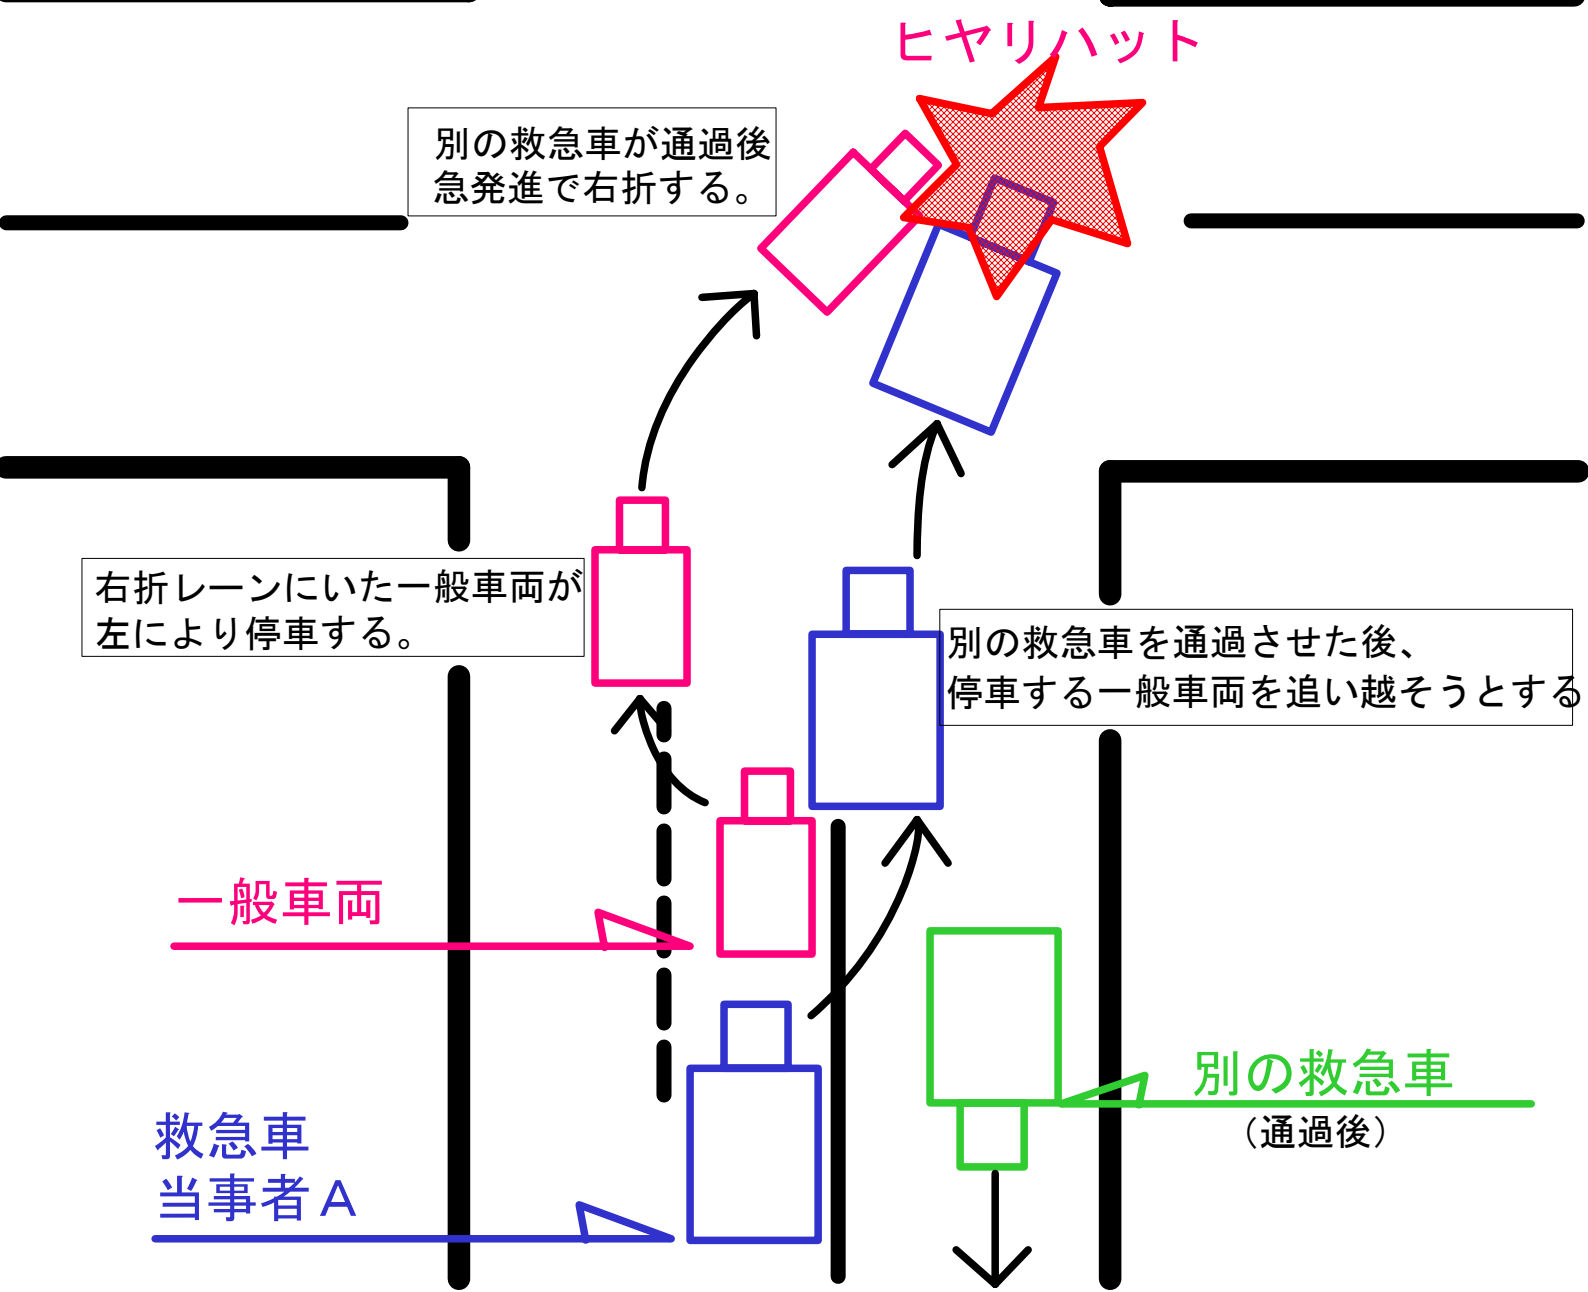 ヒヤリハット
別の救急車が通過後
急発進で右折する。
右折レーンにいた一般車両が
左により停車する。
別の救急車を通過させた後、
停車する一般車両を追い越そうとする
一般車両
別の救急車
（通過後）
救急車
当事者Ａ